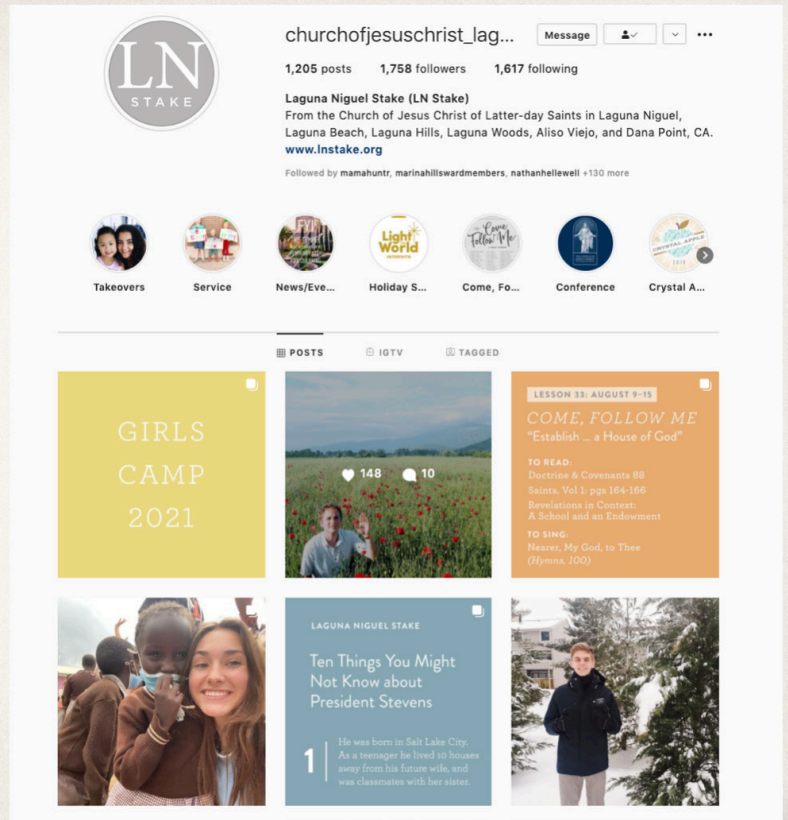 LN
STAKE
churchofjesuschrist_lag...
Message
1,205 posts 1,758 followers 1,617 following
Laguna Niguel Stake (LN Stake)
From the Church of Jesus Christ of Latter-day Saints in Laguna Niguel,
Laguna Beach, Laguna Hills, Laguna Woods, Aliso Viejo, and Dana Point, CA.
www.lnstake.org
Followed by mamahuntr, marinahillswardmembers, nathanhellewell +130 more
FYI
Light
World
Come
Follow Me
CRYSTAL APPLE
Takeovers
Service
News/Eve...
Holiday S...
Come, Fo...
Conference
Crystal A...
POSTS
IGTV
TAGGED
GIRLS
CAMP
2021
148 10
LESSON 33: AUGUST 9-15
COME, FOLLOW ME
"Establish ... a House of God"
TO READ:
Doctrine & Covenants 88
Saints, Vol 1: pgs 164-166
Revelations in Context:
A School and an Endowment
TO SING:
Nearer, My God, to Thee
(Hymns, 100)
LAGUNA NIGUEL STAKE
Ten Things You Might
Not Know about
President Stevens
1
He was born in Salt Lake City.
As a teenager he lived 10 houses
away from his future wife, and
was classmates with her sister.